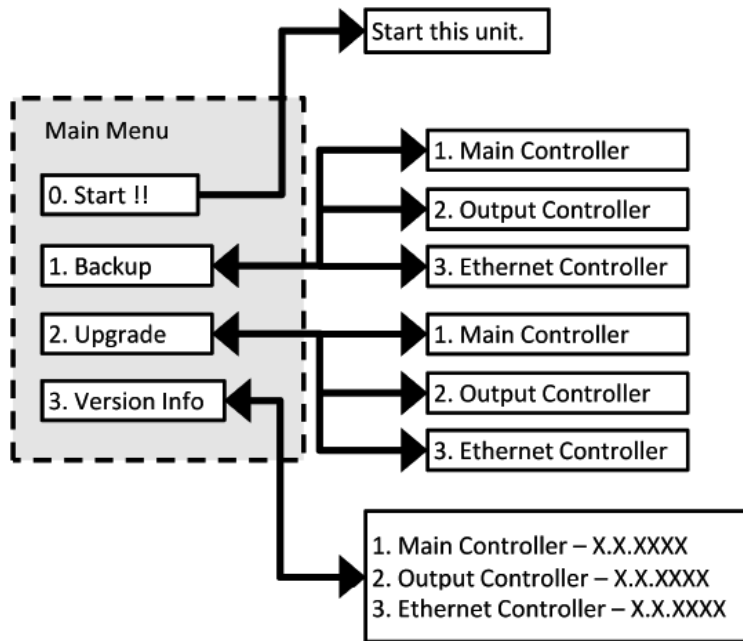 Start this unit.
Main Menu
0. Start !!
1. Backup
2. Upgrade
3. Version Info
1. Main Controller
2. Output Controller
3. Ethernet Controller
1. Main Controller
2. Output Controller
3. Ethernet Controller
1. Main Controller – X.X.XXXX
2. Output Controller – X.X.XXXX
3. Ethernet Controller – X.X.XXXX